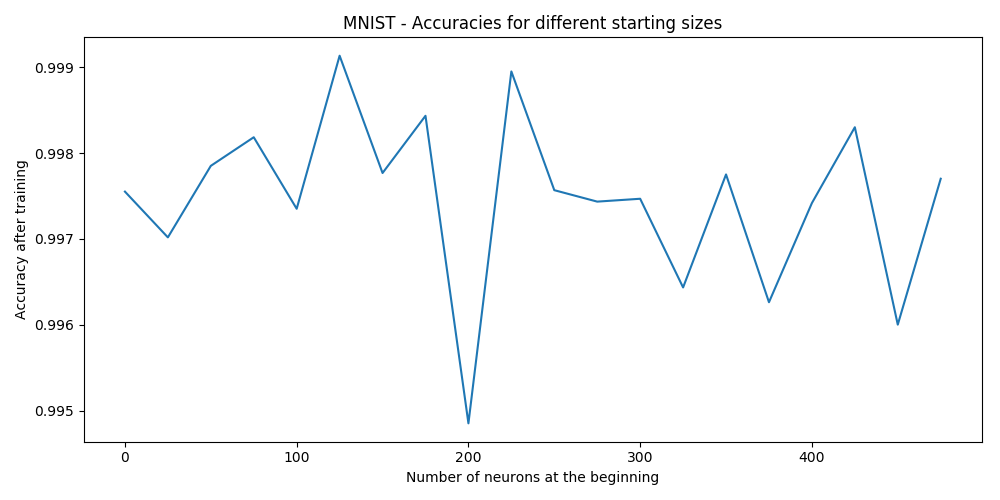 MNIST - Accuracies for different starting sizes
Accuracy after training
0.999
0.998
0.997
0.996
0.995
0 100 200 300 400
Number of neurons at the beginning